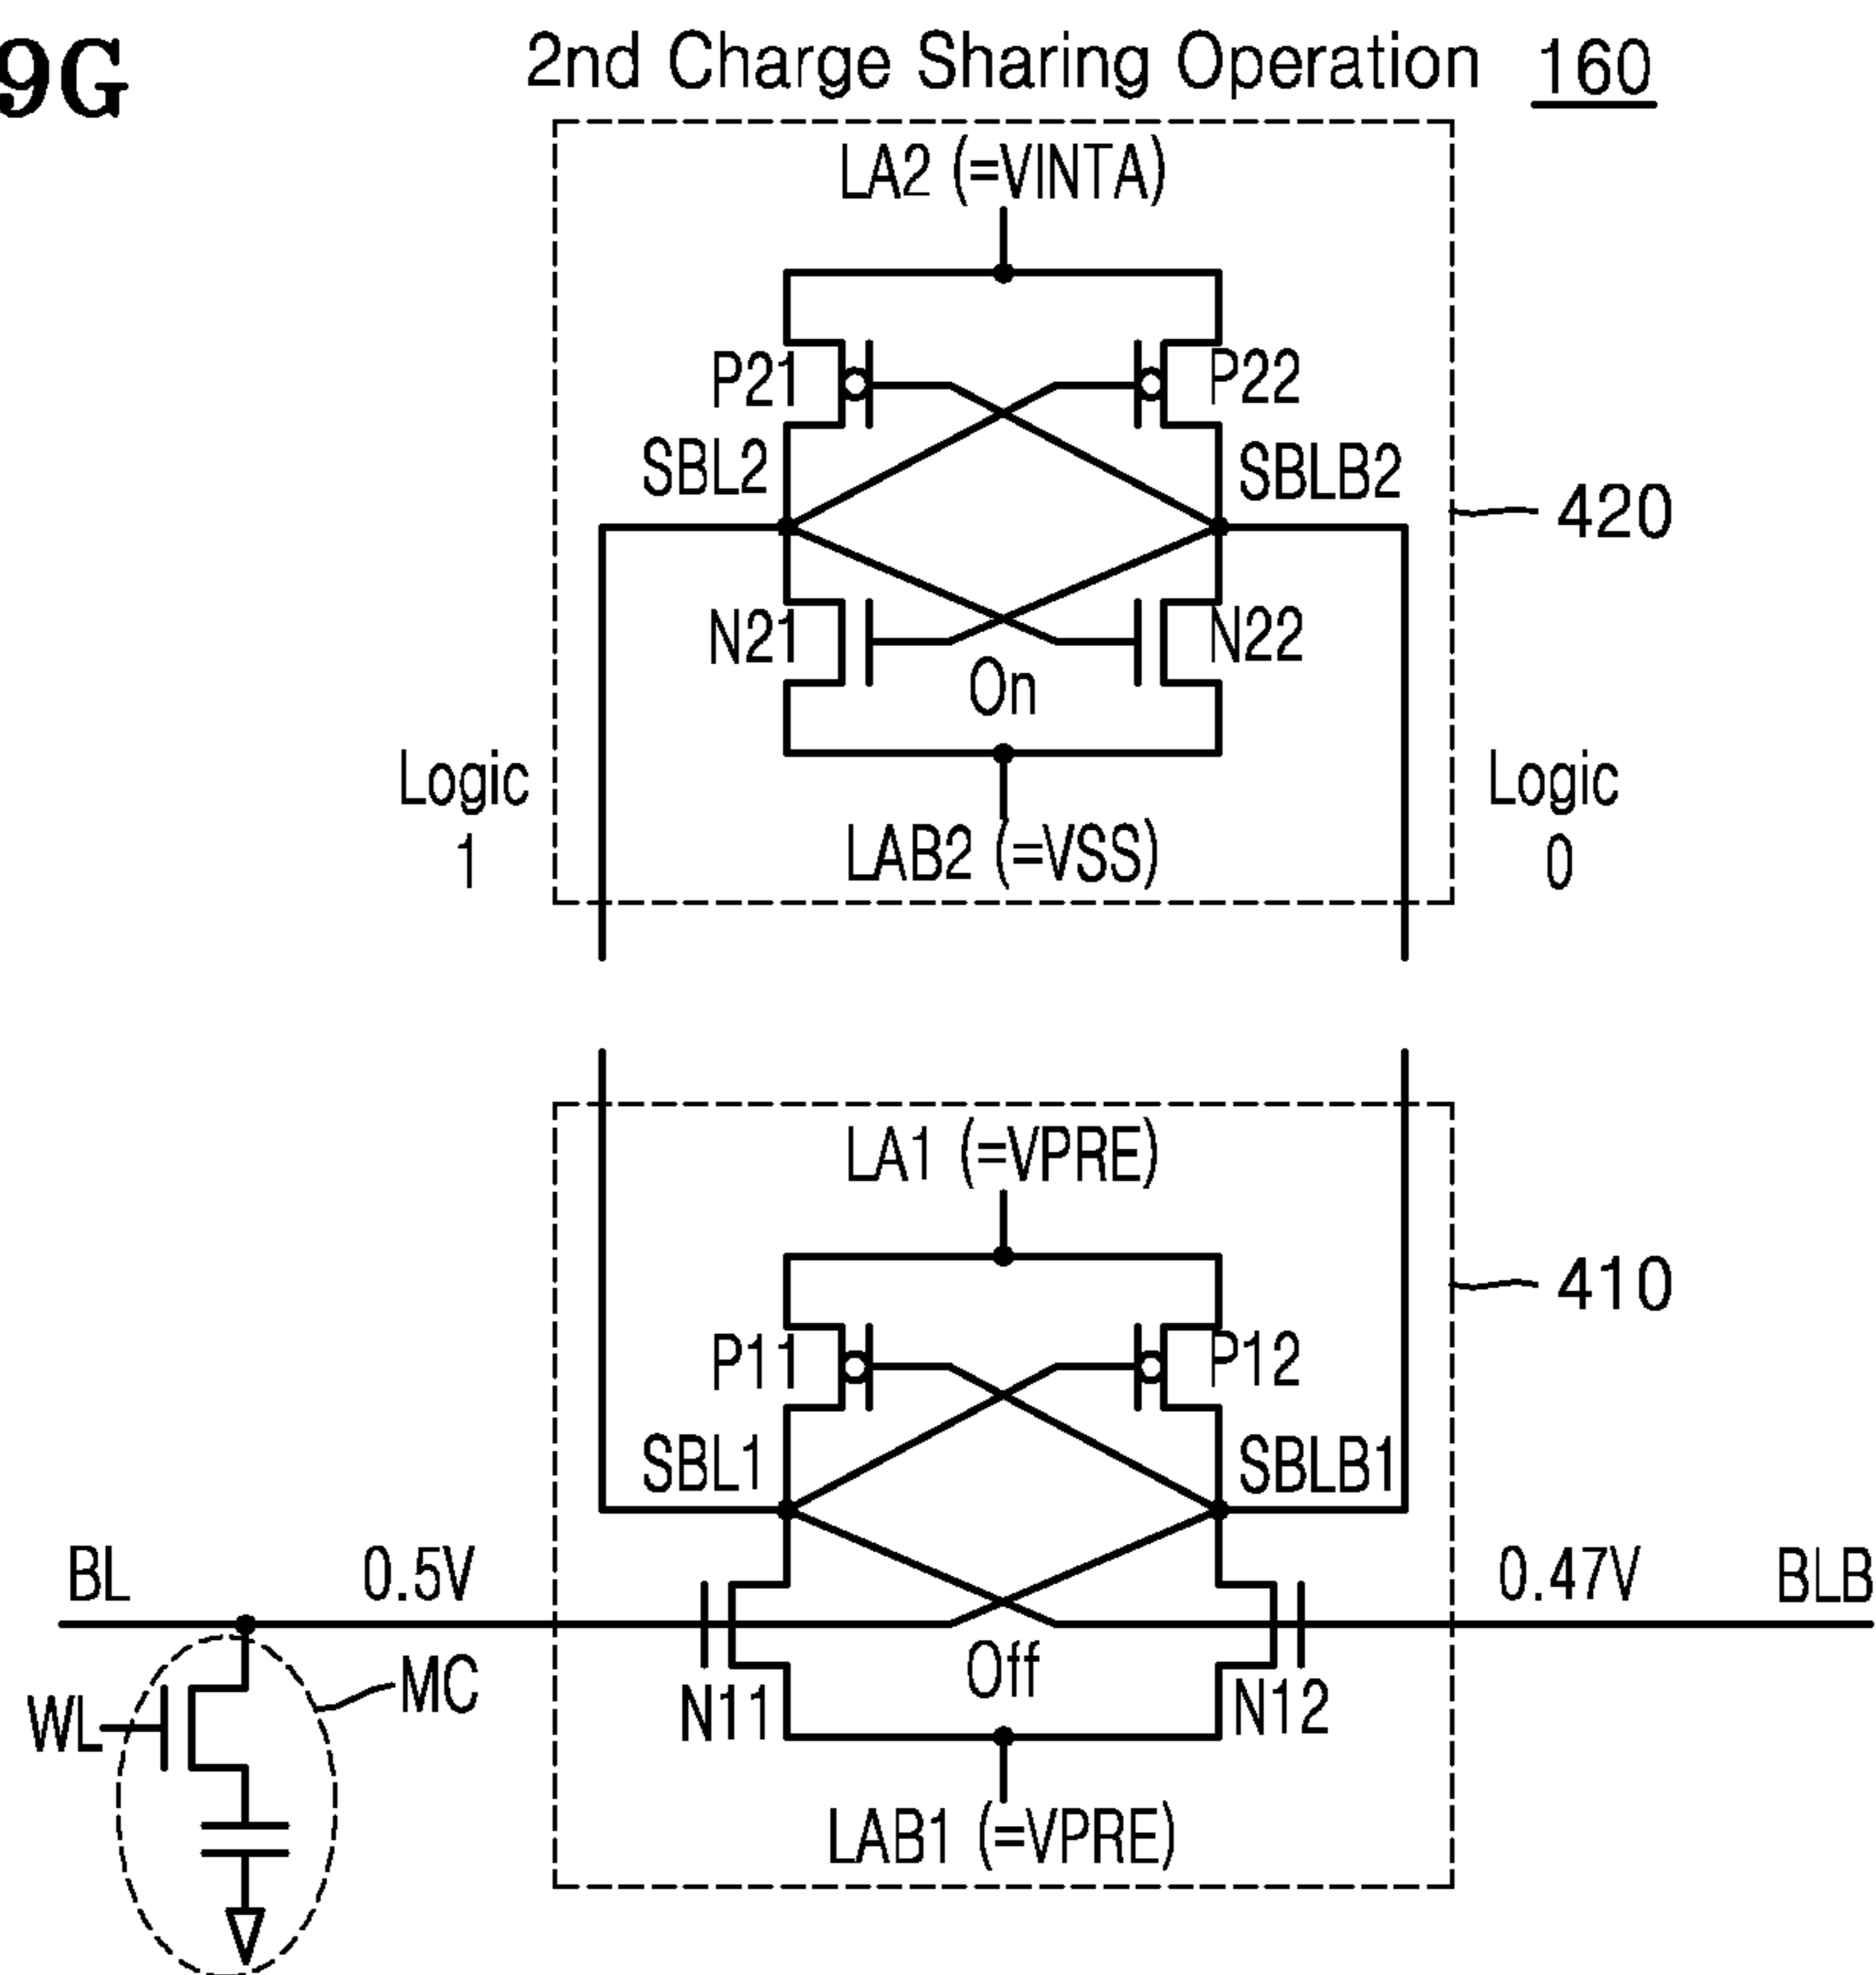 9G
2nd Charge Sharing Operation 160
LA2 (=VINTA)
P21 P22
SBL2 SBLB2
420
N21 N22
On
Logic 1
Logic 0
LAB2 (=VSS)
LA1 (=VPRE)
410
P11 P12
SBL1 SBLB1
BL 0.5V 0.47V BLB
Off
MC
WL
N11 N12
LAB1 (=VPRE)